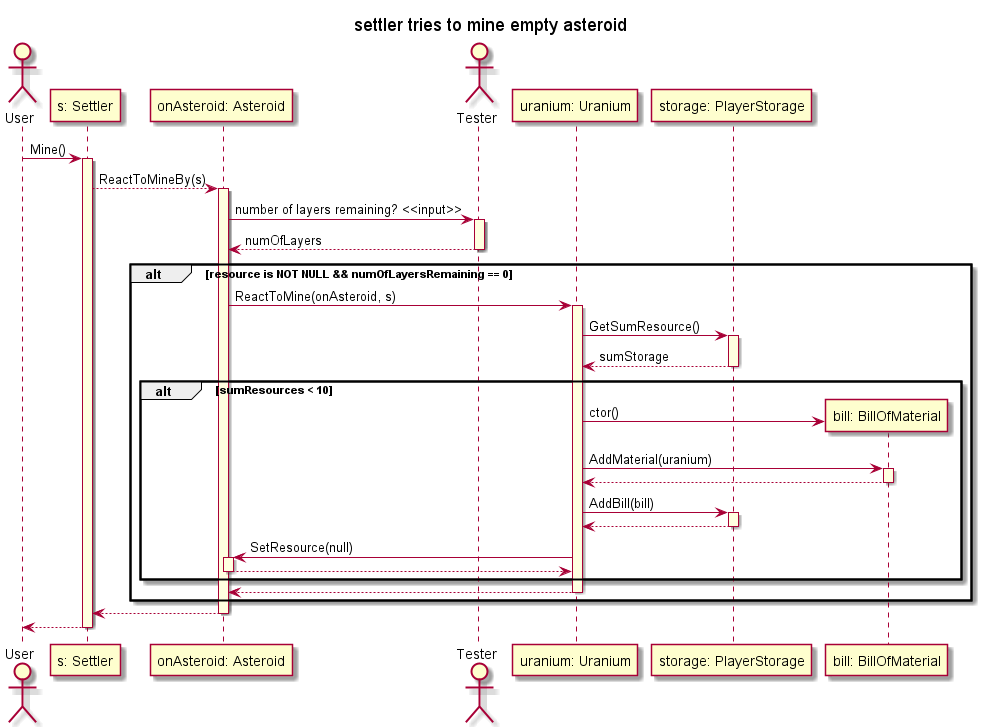 settler tries to mine empty asteroid
User
s: Settler
onAsteroid: Asteroid
Tester
uranium: Uranium
storage: PlayerStorage
Mine()
ReactToMineBy(s)
number of layers remaining? <<input>>
numOfLayers
alt [resource is NOT NULL && numOfLayersRemaining == 0]
ReactToMine(onAsteroid, s)
GetSumResource()
sumStorage
alt [sumResources < 10]
ctor()
bill: BillOfMaterial
AddMaterial(uranium)
AddBill(bill)
SetResource(null)
User
s: Settler
onAsteroid: Asteroid
Tester
uranium: Uranium
storage: PlayerStorage
bill: BillOfMaterial